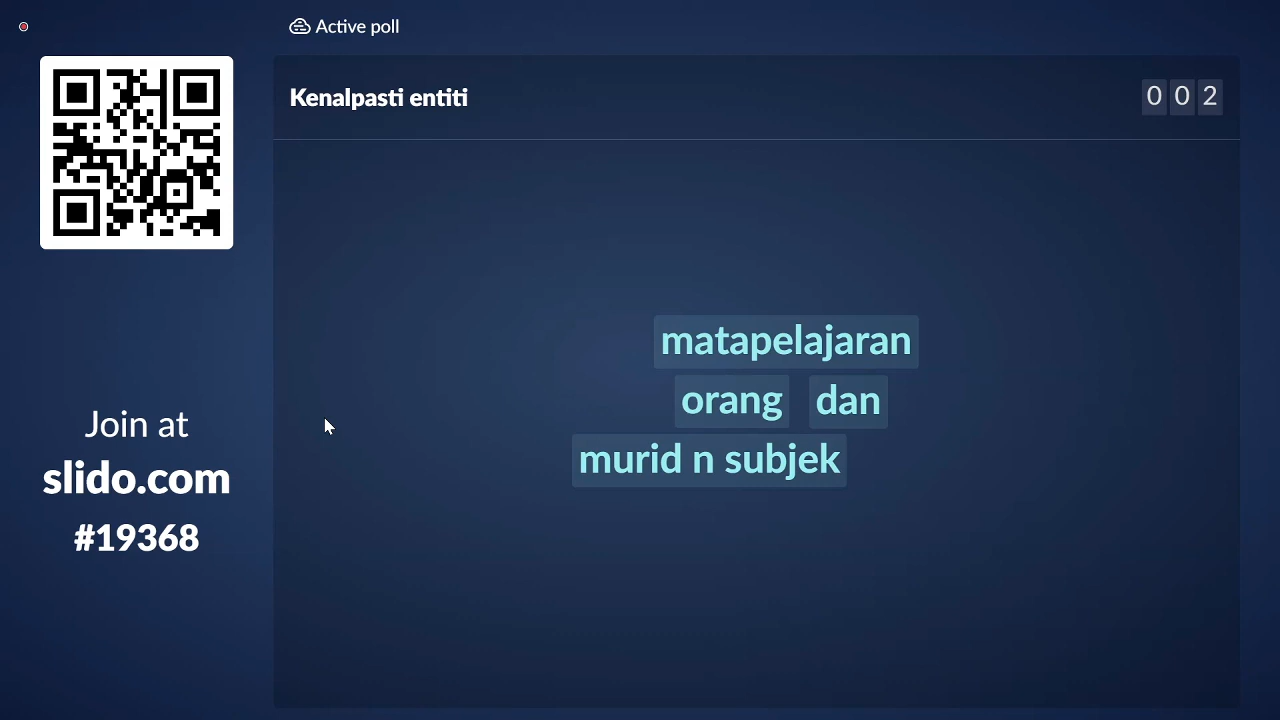 Active poll
Kenalpasti entiti
002
matapelajaran
orang dan
murid n subjek
Join at
slido.com
#19368